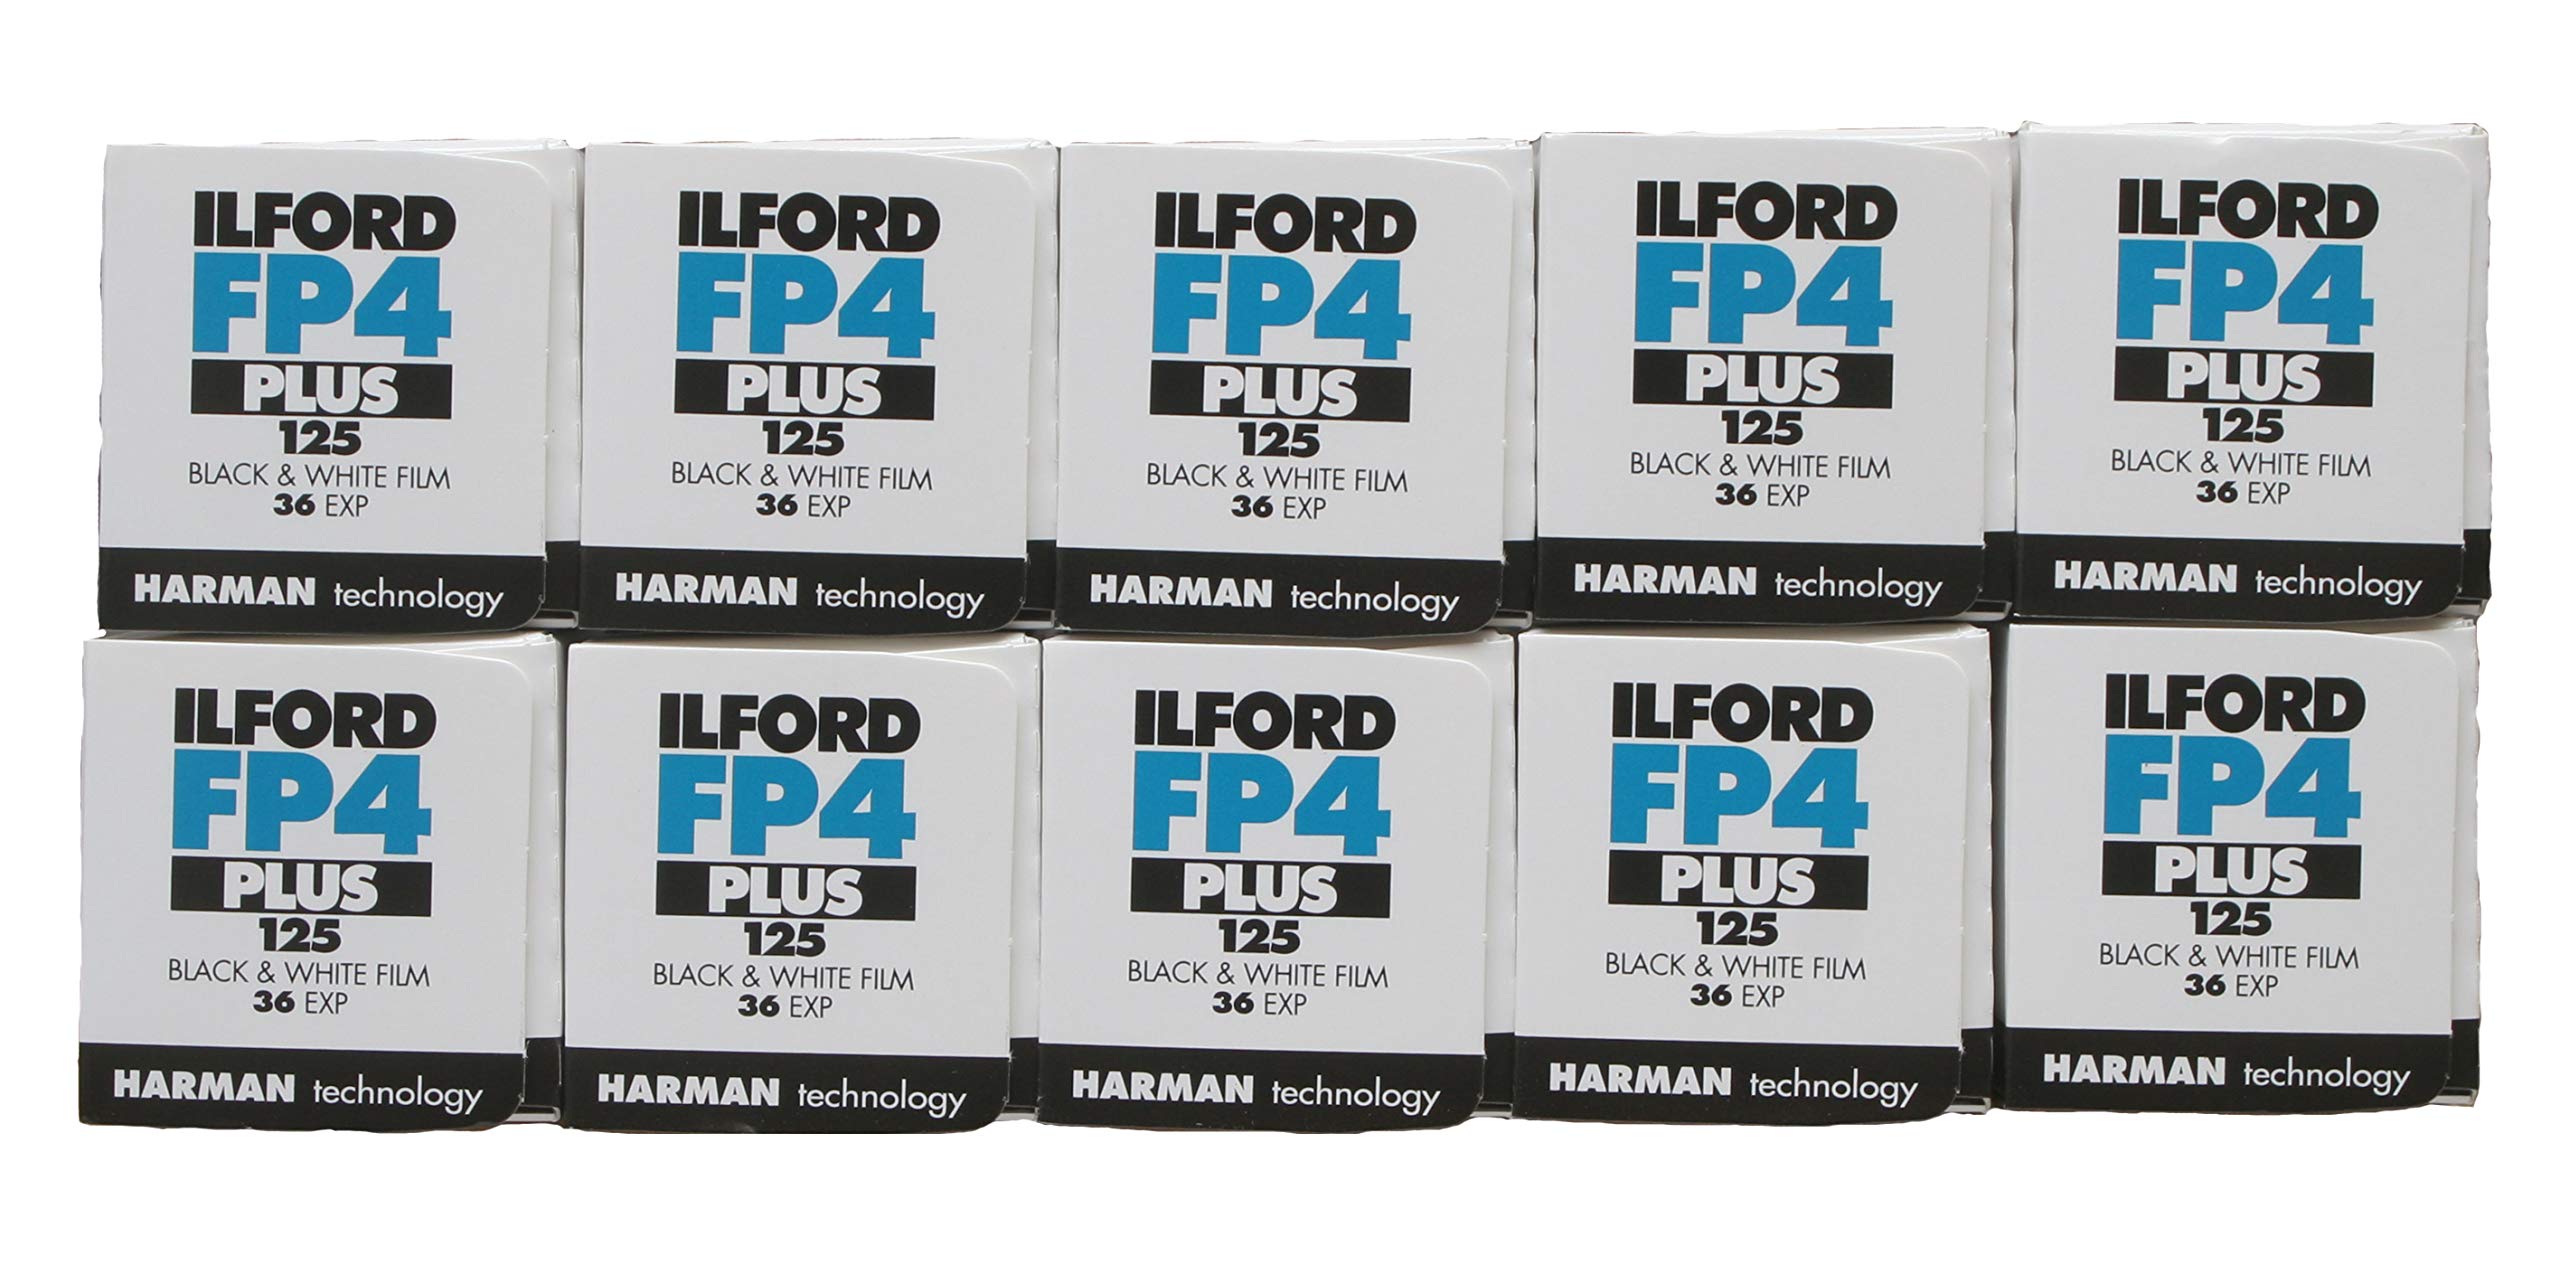 ILFORD
FP4
PLUS
125
BLACK & WHITE FILM
36 EXP
HARMAN technology
ILFORD
FP4
PLUS
125
BLACK & WHITE FILM
36 EXP
HARMAN technology
ILFORD
FP4
PLUS
125
BLACK & WHITE FILM
36 EXP
HARMAN technology
ILFORD
FP4
PLUS
125
BLACK & WHITE FILM
36 EXP
HARMAN technology
ILFORD
FP4
PLUS
125
BLACK & WHITE FILM
36 EXP
HARMAN technology
ILFORD
FP4
PLUS
125
BLACK & WHITE FILM
36 EXP
HARMAN technology
ILFORD
FP4
PLUS
125
BLACK & WHITE FILM
36 EXP
HARMAN technology
ILFORD
FP4
PLUS
125
BLACK & WHITE FILM
36 EXP
HARMAN technology
ILFORD
FP4
PLUS
125
BLACK & WHITE FILM
36 EXP
HARMAN technology
ILFORD
FP4
PLUS
125
BLACK & WHITE FILM
36 EXP
HARMAN technology